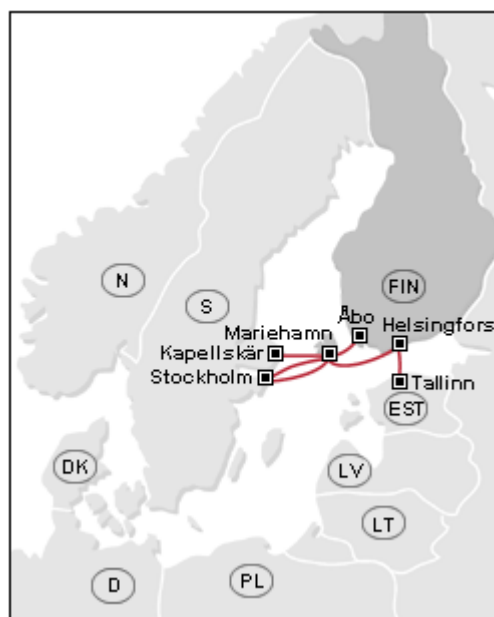 N
S
FIN
Åbo
Mariehamn
Helsingfors
Kapellskär
Stockholm
Tallinn
EST
DK
LV
LT
D
PL